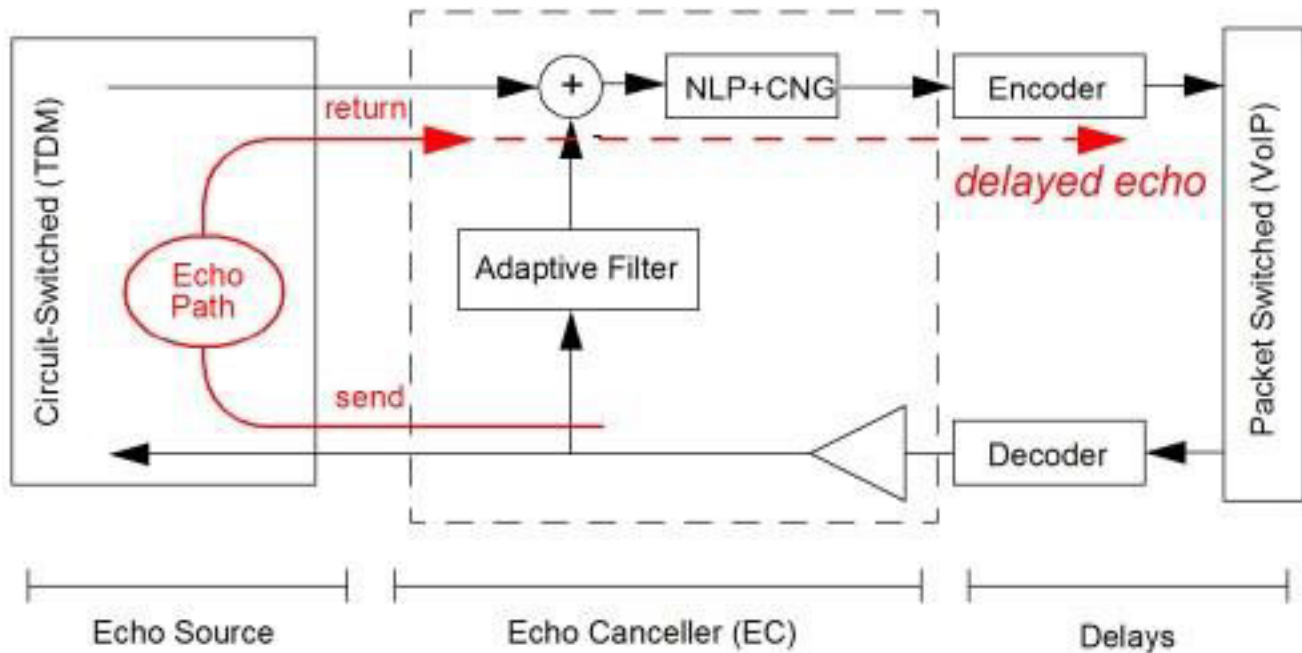 Circuit-Switched (TDM)
return
Echo
Path
send
+
NLP+CNG
Adaptive Filter
Encoder
delayed echo
Decoder
Packet Switched (VoIP)
Echo Source
Echo Canceller (EC)
Delays